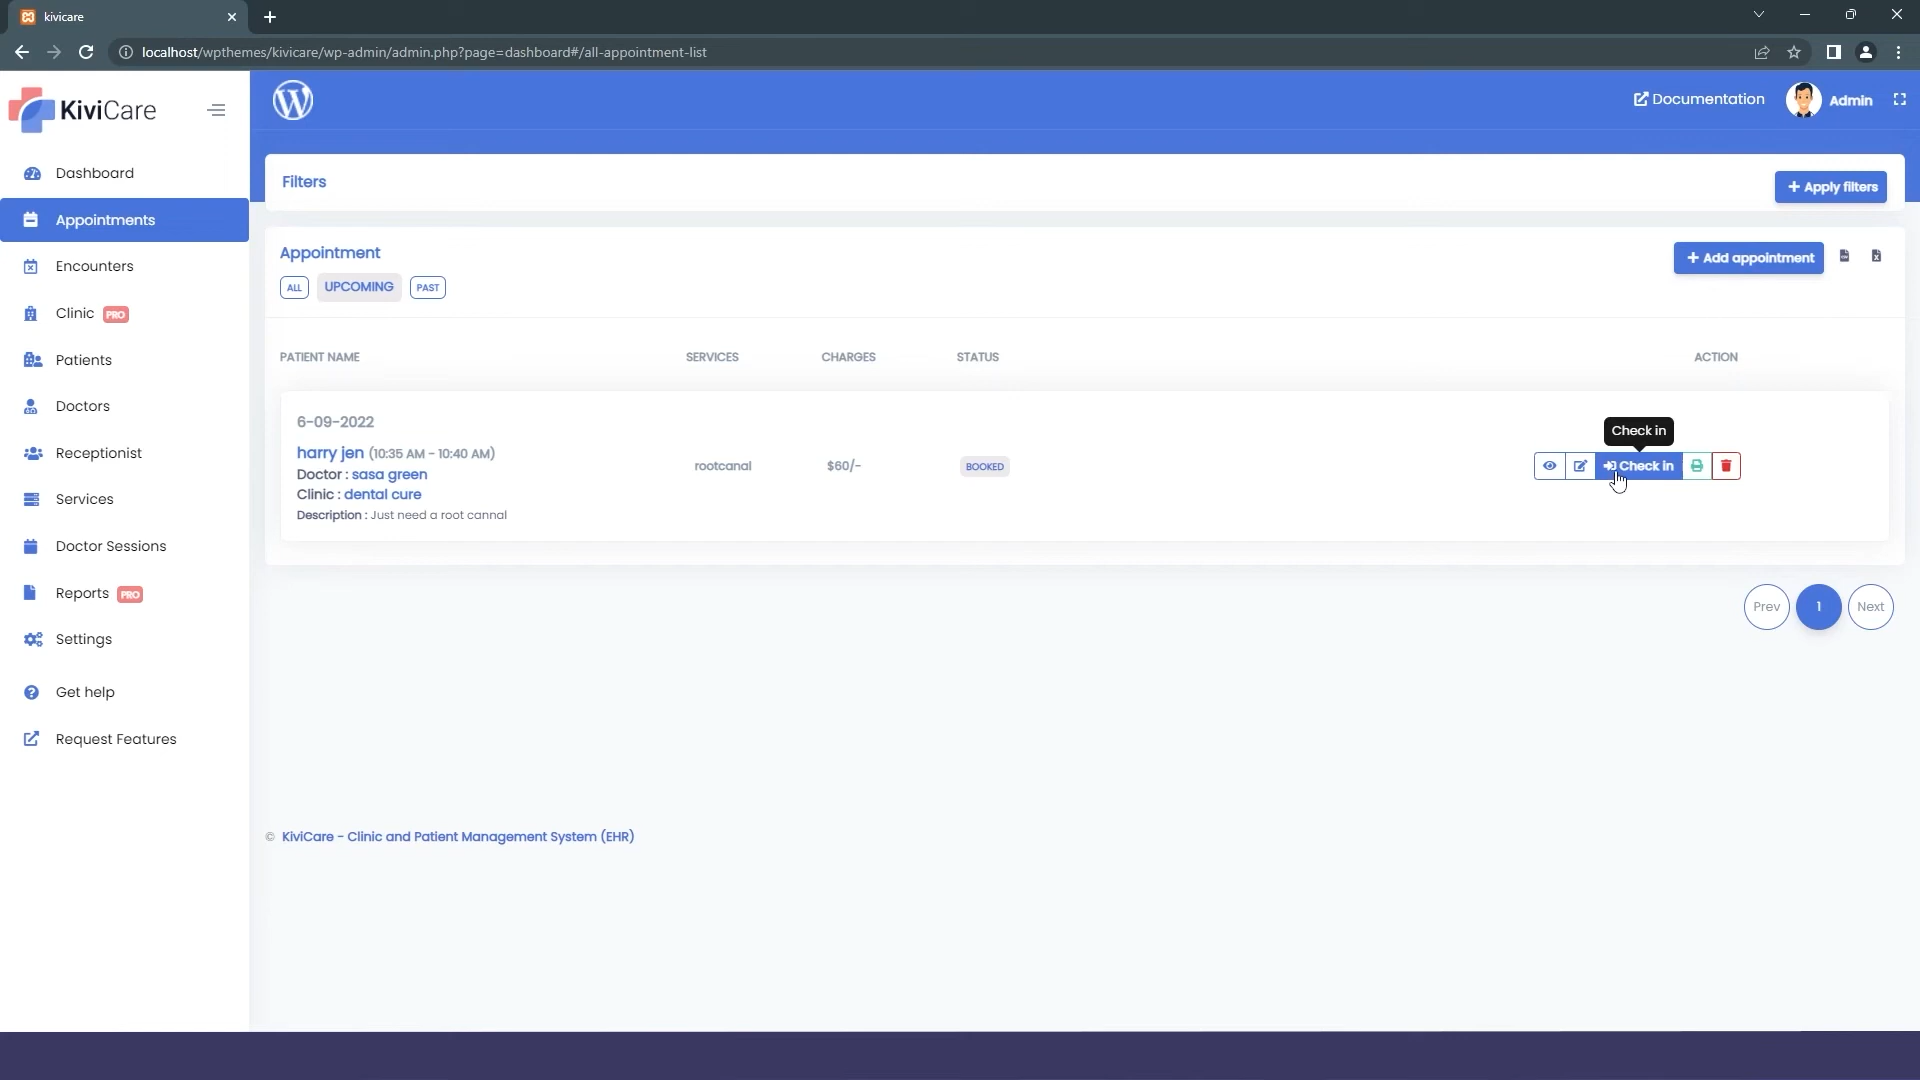 kivicare
localhost/wpthemes/kivicare/wp-admin/admin.php?page=dashboard#/all-appointment-list
KiviCare
Documentation
Admin
Dashboard
Appointments
Encounters
Clinic PRO
Patients
Doctors
Receptionist
Services
Doctor Sessions
Reports PRO
Settings
Get help
Request Features
Filters
+ Apply filters
Appointment
+ Add appointment
ALL UPCOMING PAST
PATIENT NAME SERVICES CHARGES STATUS ACTION
6-09-2022
harry jen (10:35 AM - 10:40 AM)
Doctor : sasa green
Clinic : dental cure
Description : Just need a root cannal
rootcanal
$60/-
BOOKED
Check in
Check in
Prev 1 Next
© KiviCare - Clinic and Patient Management System (EHR)